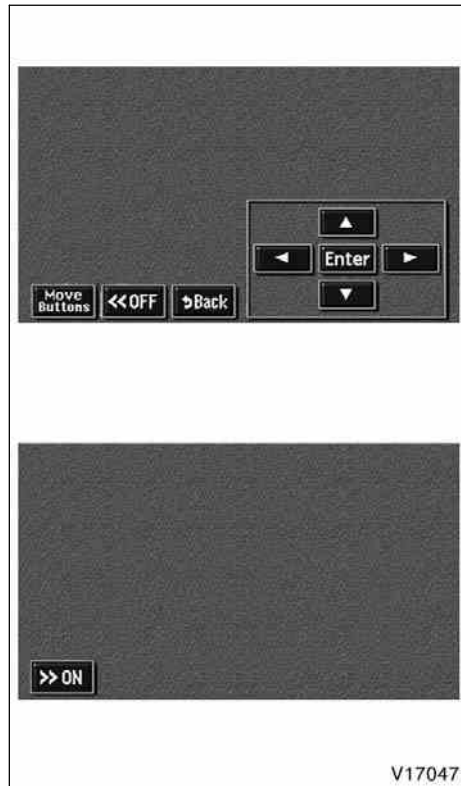 ▲
◄ Enter ►
Move
Buttons
<<OFF
Back
▼
>> ON
V17047